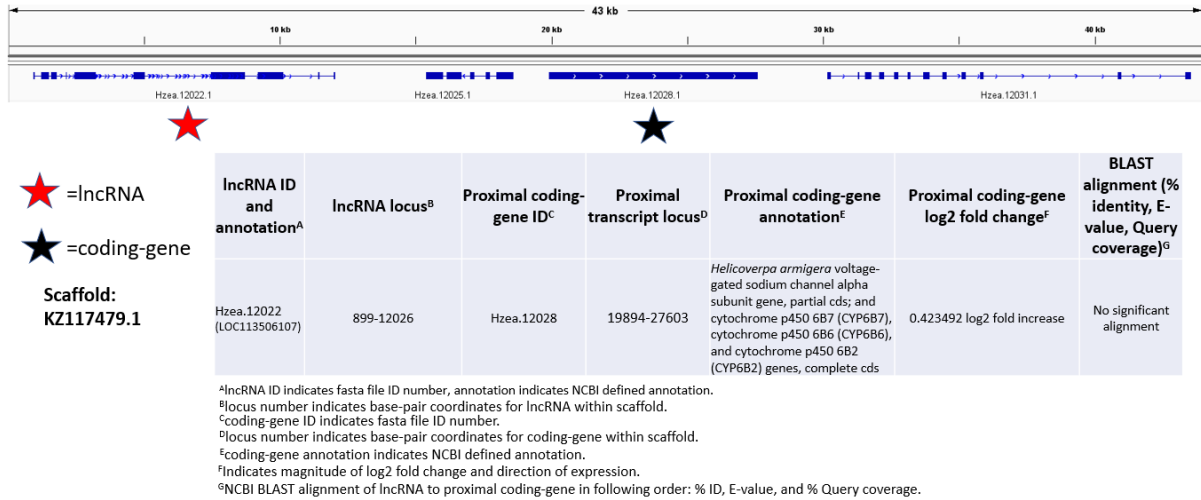 43 kb
10 kb 20 kb 30 kb 40 kb
Hzea.12022.1 Hzea.12025.1 Hzea.12028.1 Hzea.12031.1
=lncRNA
=coding-gene
Scaffold:
KZ117479.1
lncRNA ID
and
annotationA
lncRNA locusB
Proximal coding-
gene IDC
Proximal
transcript locusD
Proximal coding-gene
annotationE
Proximal coding-gene
log2 fold changeF
BLAST
alignment (%
identity, E-
value, Query
coverage)G
Hzea.12022
(LOC113506107)
899-12026
Hzea.12028
19894-27603
Helicoverpa armigera voltage-
gated sodium channel alpha
subunit gene, partial cds; and
cytochrome p450 6B7 (CYP6B7),
cytochrome p450 6B6 (CYP6B6),
and cytochrome p450 6B2
(CYP6B2) genes, complete cds
0.423492 log2 fold increase
No significant
alignment
AlncRNA ID indicates fasta file ID number, annotation indicates NCBI defined annotation.
Blocus number indicates base-pair coordinates for lncRNA within scaffold.
Ccoding-gene ID indicates fasta file ID number.
Dlocus number indicates base-pair coordinates for coding-gene within scaffold.
Ecoding-gene annotation indicates NCBI defined annotation.
FIndicates magnitude of log2 fold change and direction of expression.
GNCBI BLAST alignment of lncRNA to proximal coding-gene in following order: % ID, E-value, and % Query coverage.